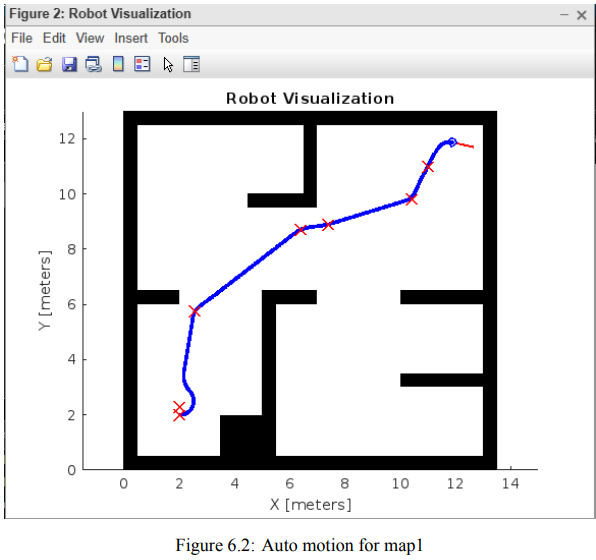 Figure 2: Robot Visualization
File Edit View Insert Tools
Robot Visualization
12
10
8
6
4
2
0
Y [meters]
0 2 4 6 8 10 12 14
X [meters]
Figure 6.2: Auto motion for map1